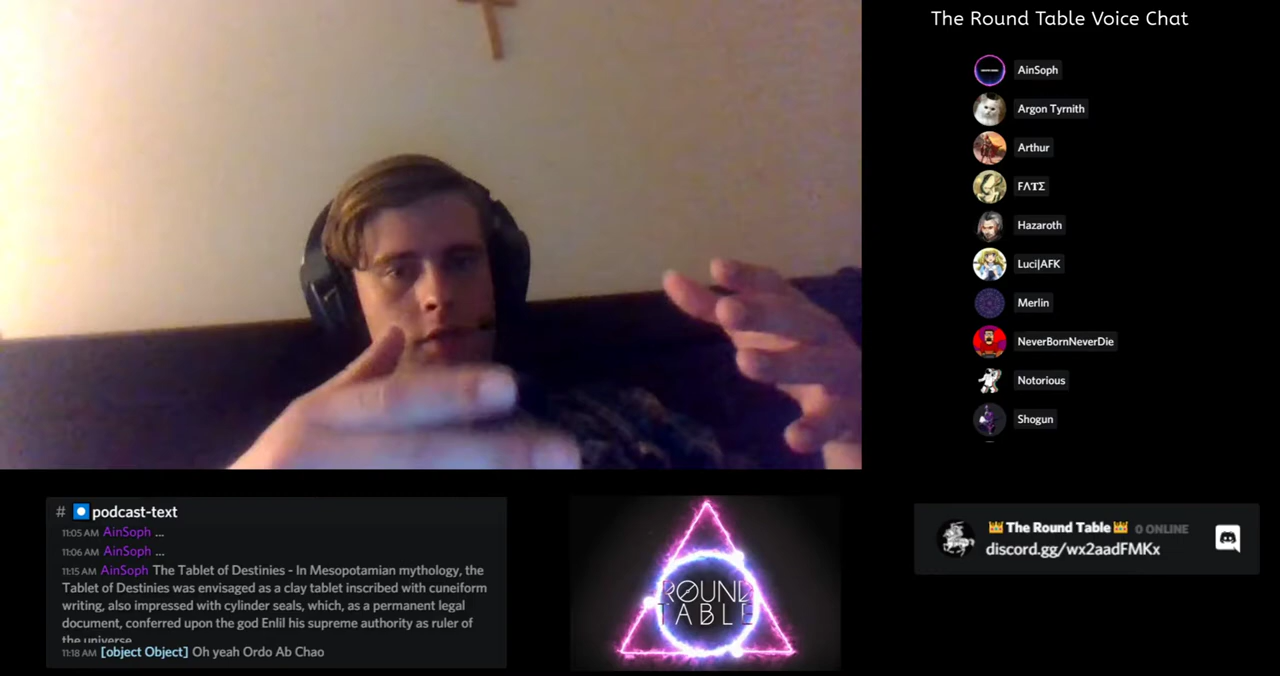 The Round Table Voice Chat
AinSoph
Argon Tyrnith
Arthur
FΛTΣ
Hazaroth
Luci|AFK
Merlin
NeverBornNeverDie
Notorious
Shogun
# podcast-text
11:05 AM AinSoph ...
11:06 AM AinSoph ...
11:15 AM AinSoph The Tablet of Destinies - In Mesopotamian mythology, the
Tablet of Destinies was envisaged as a clay tablet inscribed with cuneiform
writing, also impressed with cylinder seals, which, as a permanent legal
document, conferred upon the god Enlil his supreme authority as ruler of
the universe
11:18 AM [object Object] Oh yeah Ordo Ab Chao
ROUND
TABLE
👑 The Round Table 👑 0 ONLINE
discord.gg/wx2aadFMKx